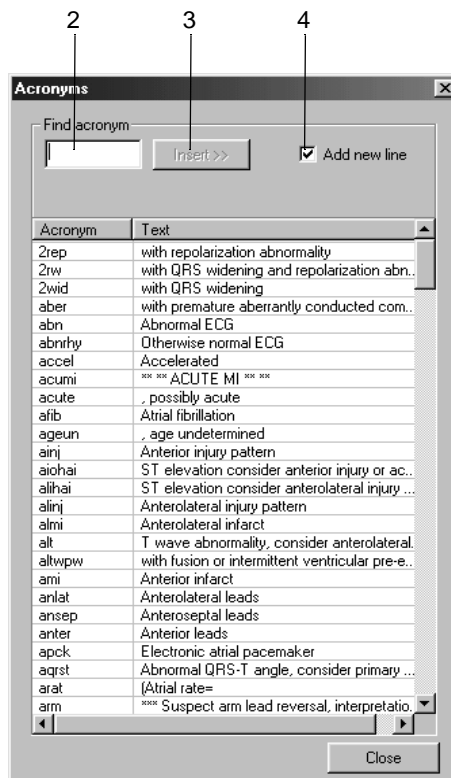 2 3 4
Acronyms
Find acronym
Insert >> Add new line
Acronym Text
2rep with repolarization abnormality
2rw with QRS widening and repolarization abn..
2wid with QRS widening
aber with premature aberrantly conducted com..
abn Abnormal ECG
abnrhy Otherwise normal ECG
accel Accelerated
acumi ** ** ACUTE MI ** **
acute , possibly acute
afib Atrial fibrillation
ageun , age undetermined
ainj Anterior injury pattern
aiohai ST elevation consider anterior injury or ac..
alihai ST elevation consider anterolateral injury ...
alinj Anterolateral injury pattern
almi Anterolateral infarct
alt T wave abnormality, consider anterolateral.
altwpw with fusion or intermittent ventricular pre-e..
ami Anterior infarct
anlat Anterolateral leads
ansep Anteroseptal leads
anter Anterior leads
apck Electronic atrial pacemaker
aqrst Abnormal QRS-T angle, consider primary ...
arat (Atrial rate=
arm *** Suspect arm lead reversal, interpretatio.
Close